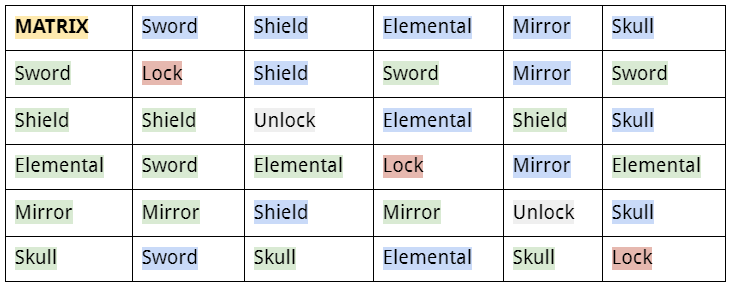 MATRIX Sword Shield Elemental Mirror Skull
Sword Lock Shield Sword Mirror Sword
Shield Shield Unlock Elemental Shield Skull
Elemental Sword Elemental Lock Mirror Elemental
Mirror Mirror Shield Mirror Unlock Skull
Skull Sword Skull Elemental Skull Lock